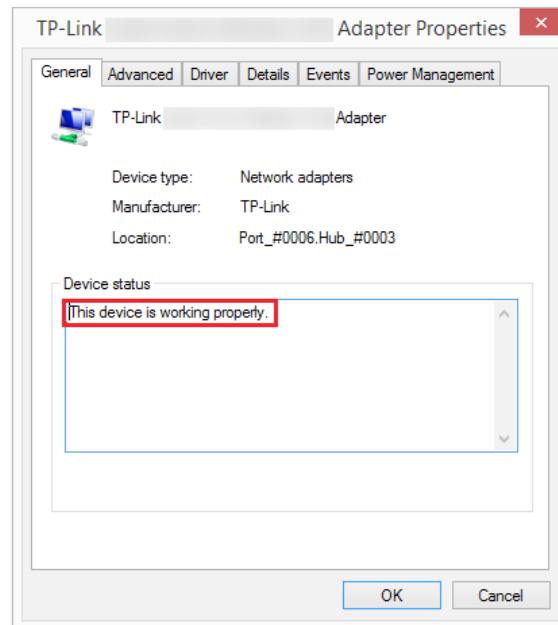 TP-Link Adapter Properties
General Advanced Driver Details Events Power Management
TP-Link Adapter
Device type: Network adapters
Manufacturer: TP-Link
Location: Port_#0006.Hub_#0003
Device status
This device is working properly.
OK Cancel